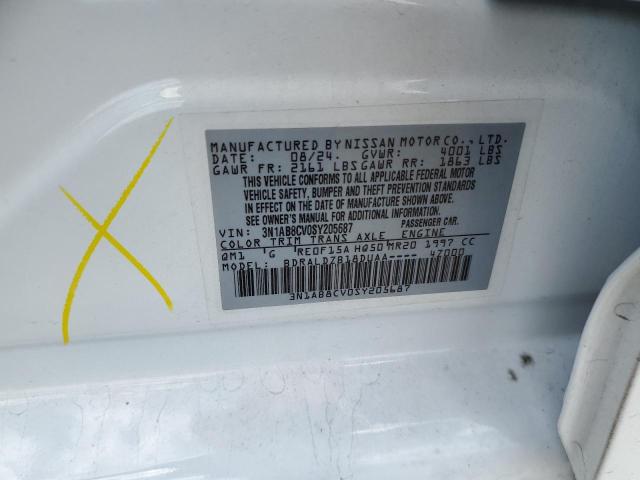 MANUFACTURED BY NISSAN MOTOR CO., LTD.
DATE: 08/24. GVWR: 4001 LBS
GAWR FR: 2161 LBS GAWR RR: 1863 LBS
THIS VEHICLE CONFORMS TO ALL APPLICABLE FEDERAL MOTOR
VEHICLE SAFETY, BUMPER AND THEFT PREVENTION STANDARDS
IN EFFECT ON THE DATE OF MANUFACTURE SHOWN ABOVE.
SEE OWNER'S MANUAL FOR ADDITIONAL INFORMATION.
VIN: 3N1AB8CV0SY205687 PASSENGER CAR.
COLOR TRIM TRANS AXLE ENGINE
QM1 G RE0F15A HQ50 MR20 1997 CC
MODEL: BDRALDZB18DUAA---- 4Z000
3N1AB8CV0SY205687